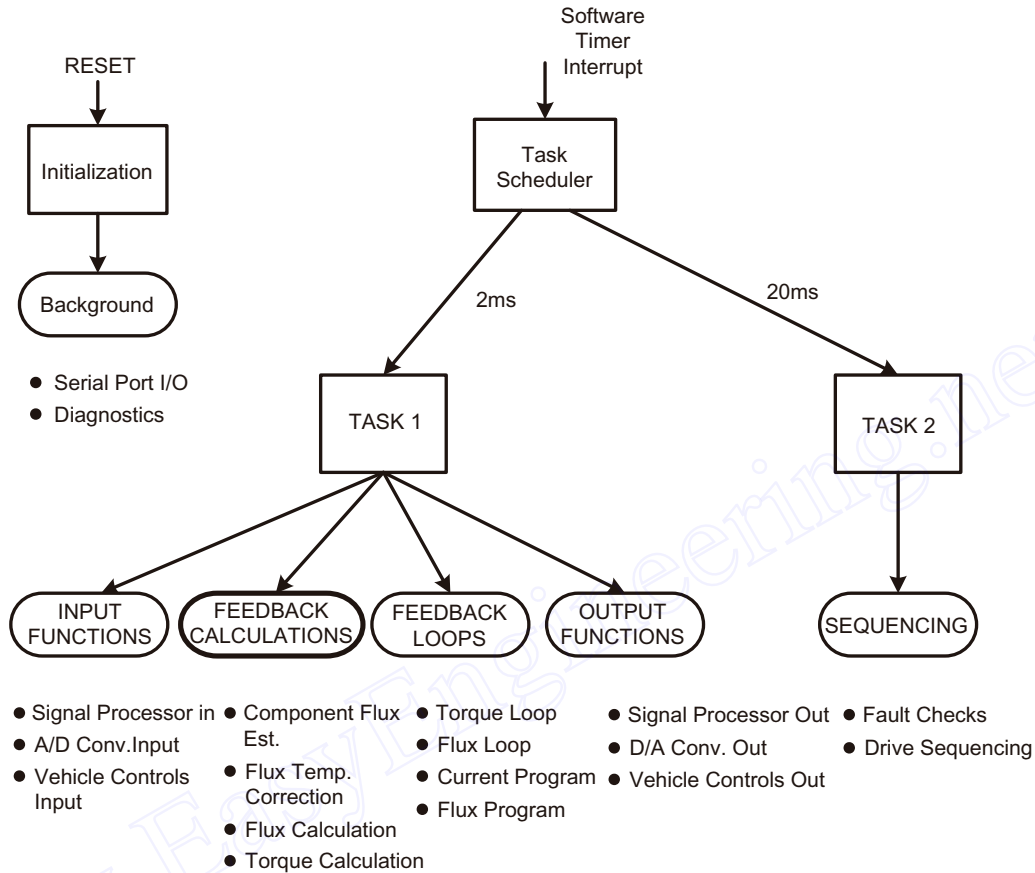 RESET
Initialization
Background
● Serial Port I/O
● Diagnostics
Software
Timer
Interrupt
Task
Scheduler
2ms
20ms
TASK 1
TASK 2
INPUT
FUNCTIONS
FEEDBACK
CALCULATIONS
FEEDBACK
LOOPS
OUTPUT
FUNCTIONS
SEQUENCING
● Signal Processor in
● A/D Conv.Input
● Vehicle Controls
Input
● Component Flux
Est.
● Flux Temp.
Correction
● Flux Calculation
● Torque Calculation
● Torque Loop
● Flux Loop
● Current Program
● Flux Program
● Signal Processor Out
● D/A Conv. Out
● Vehicle Controls Out
● Fault Checks
● Drive Sequencing
EasyEngineering.ne